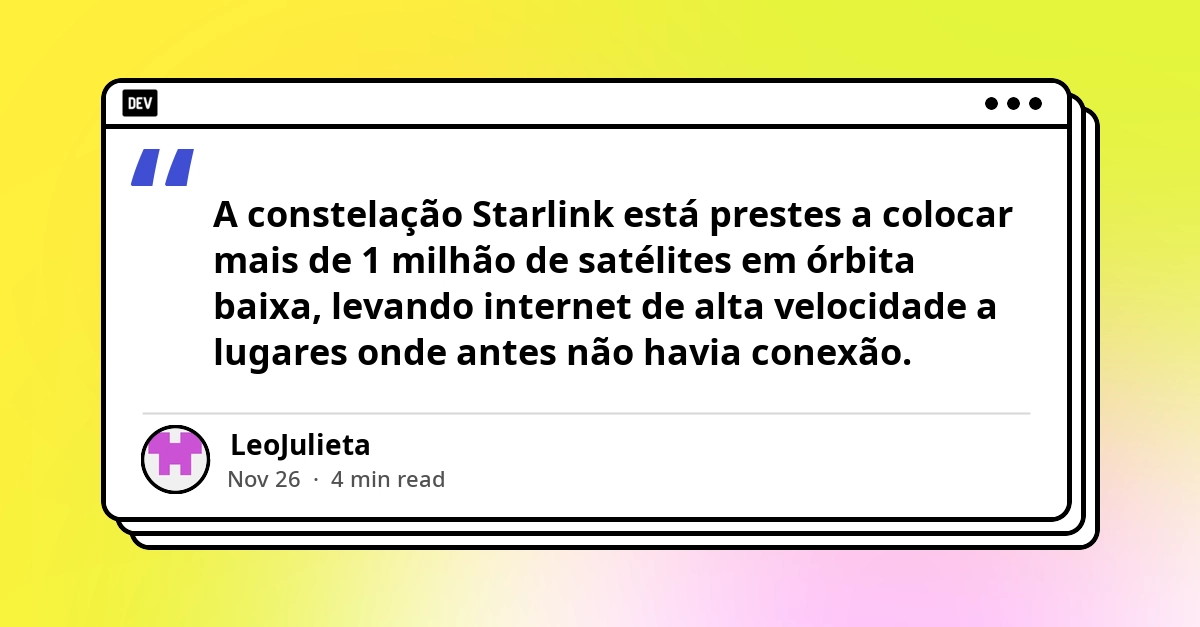 DEV
“
A constelação Starlink está prestes a colocar
mais de 1 milhão de satélites em órbita
baixa, levando internet de alta velocidade a
lugares onde antes não havia conexão.
LeoJulieta
Nov 26 · 4 min read